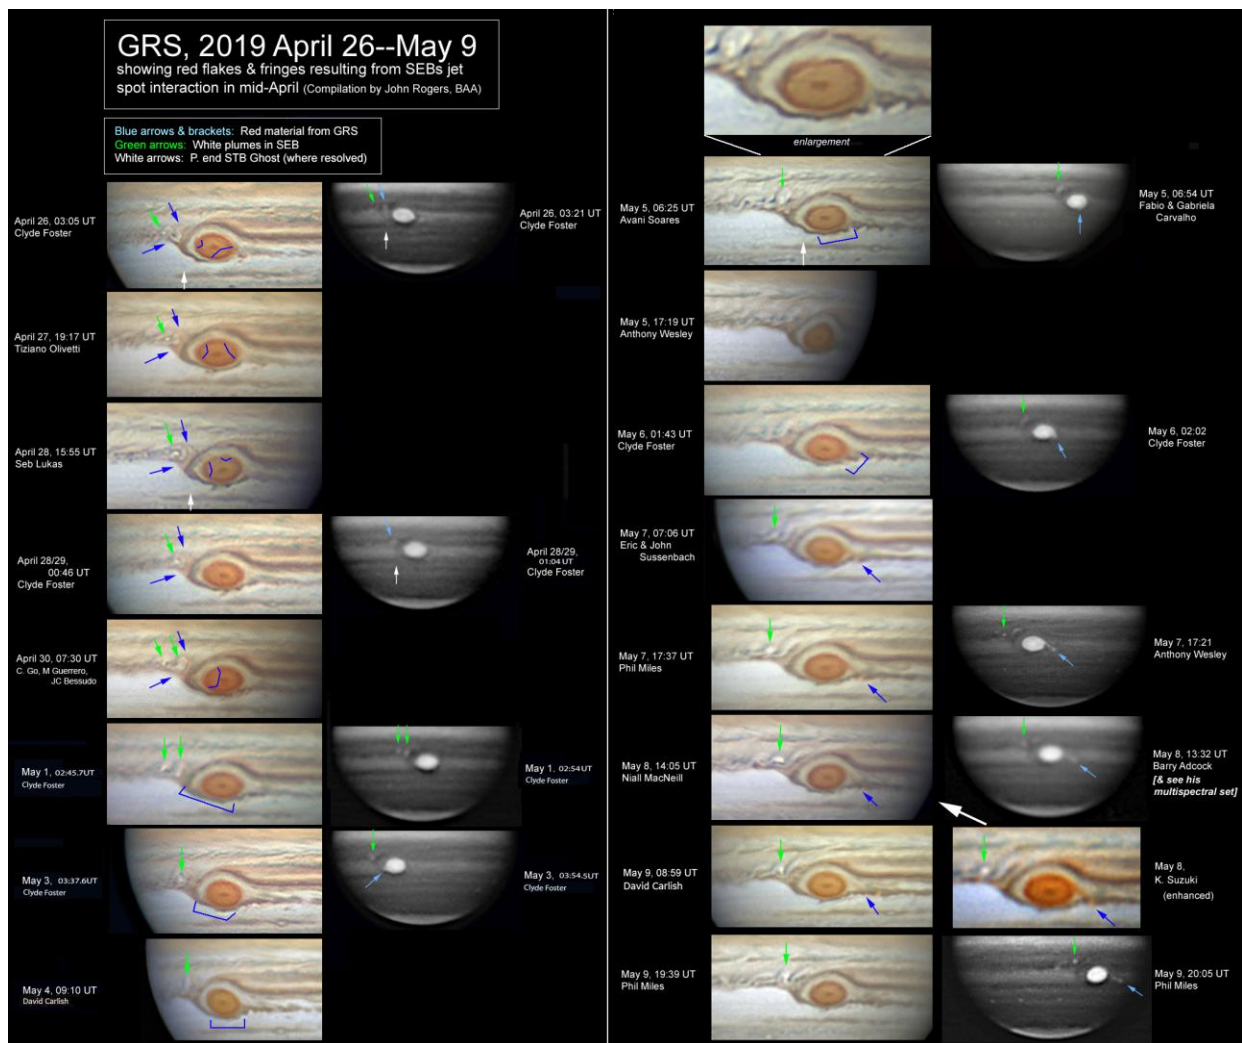 GRS, 2019 April 26--May 9
showing red flakes & fringes resulting from SEBs jet
spot interaction in mid-April (Compilation by John Rogers, BAA)
Blue arrows & brackets: Red material from GRS
Green arrows: White plumes in SEB
White arrows: P. end STB Ghost (where resolved)
April 26, 03:05 UT
Clyde Foster
April 26, 03:21 UT
Clyde Foster
April 27, 19:17 UT
Tiziano Olivetti
April 28, 15:55 UT
Seb Lukas
April 28/29,
00:46 UT
Clyde Foster
April 28/29,
01:04 UT
Clyde Foster
April 30, 07:30 UT
C. Go, M Guerrero,
JC Bessudo
May 1, 02:45.7UT
Clyde Foster
May 1, 02:54UT
Clyde Foster
May 3, 03:37.6UT
Clyde Foster
May 3, 03:54.5UT
Clyde Foster
May 4, 09:10 UT
David Carlish
enlargement
May 5, 06:25 UT
Avani Soares
May 5, 06:54 UT
Fabio & Gabriela
Carvalho
May 5, 17:19 UT
Anthony Wesley
May 6, 01:43 UT
Clyde Foster
May 6, 02:02
Clyde Foster
May 7, 07:06 UT
Eric & John
Sussenbach
May 7, 17:37 UT
Phil Miles
May 7, 17:21
Anthony Wesley
May 8, 14:05 UT
Niall MacNeill
May 8, 13:32 UT
Barry Adcock
[& see his
multispectral set]
May 9, 08:59 UT
David Carlish
May 8,
K. Suzuki
(enhanced)
May 9, 19:39 UT
Phil Miles
May 9, 20:05 UT
Phil Miles